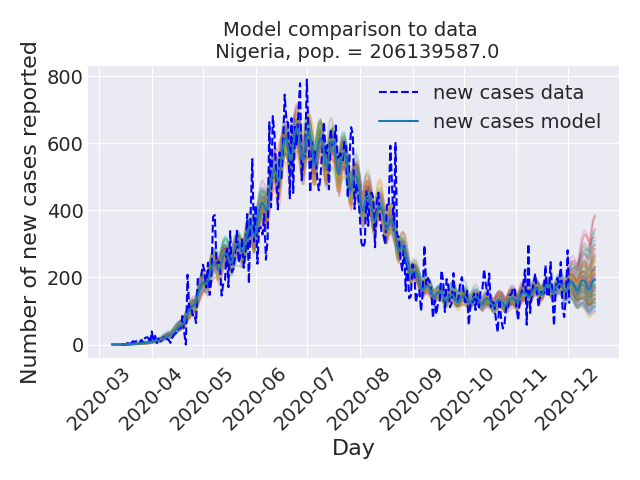 Model comparison to data
Nigeria, pop. = 206139587.0
Number of new cases reported
800
600
400
200
0
new cases data
new cases model
2020-03
2020-04
2020-05
2020-06
2020-07
2020-08
2020-09
2020-10
2020-11
2020-12
Day